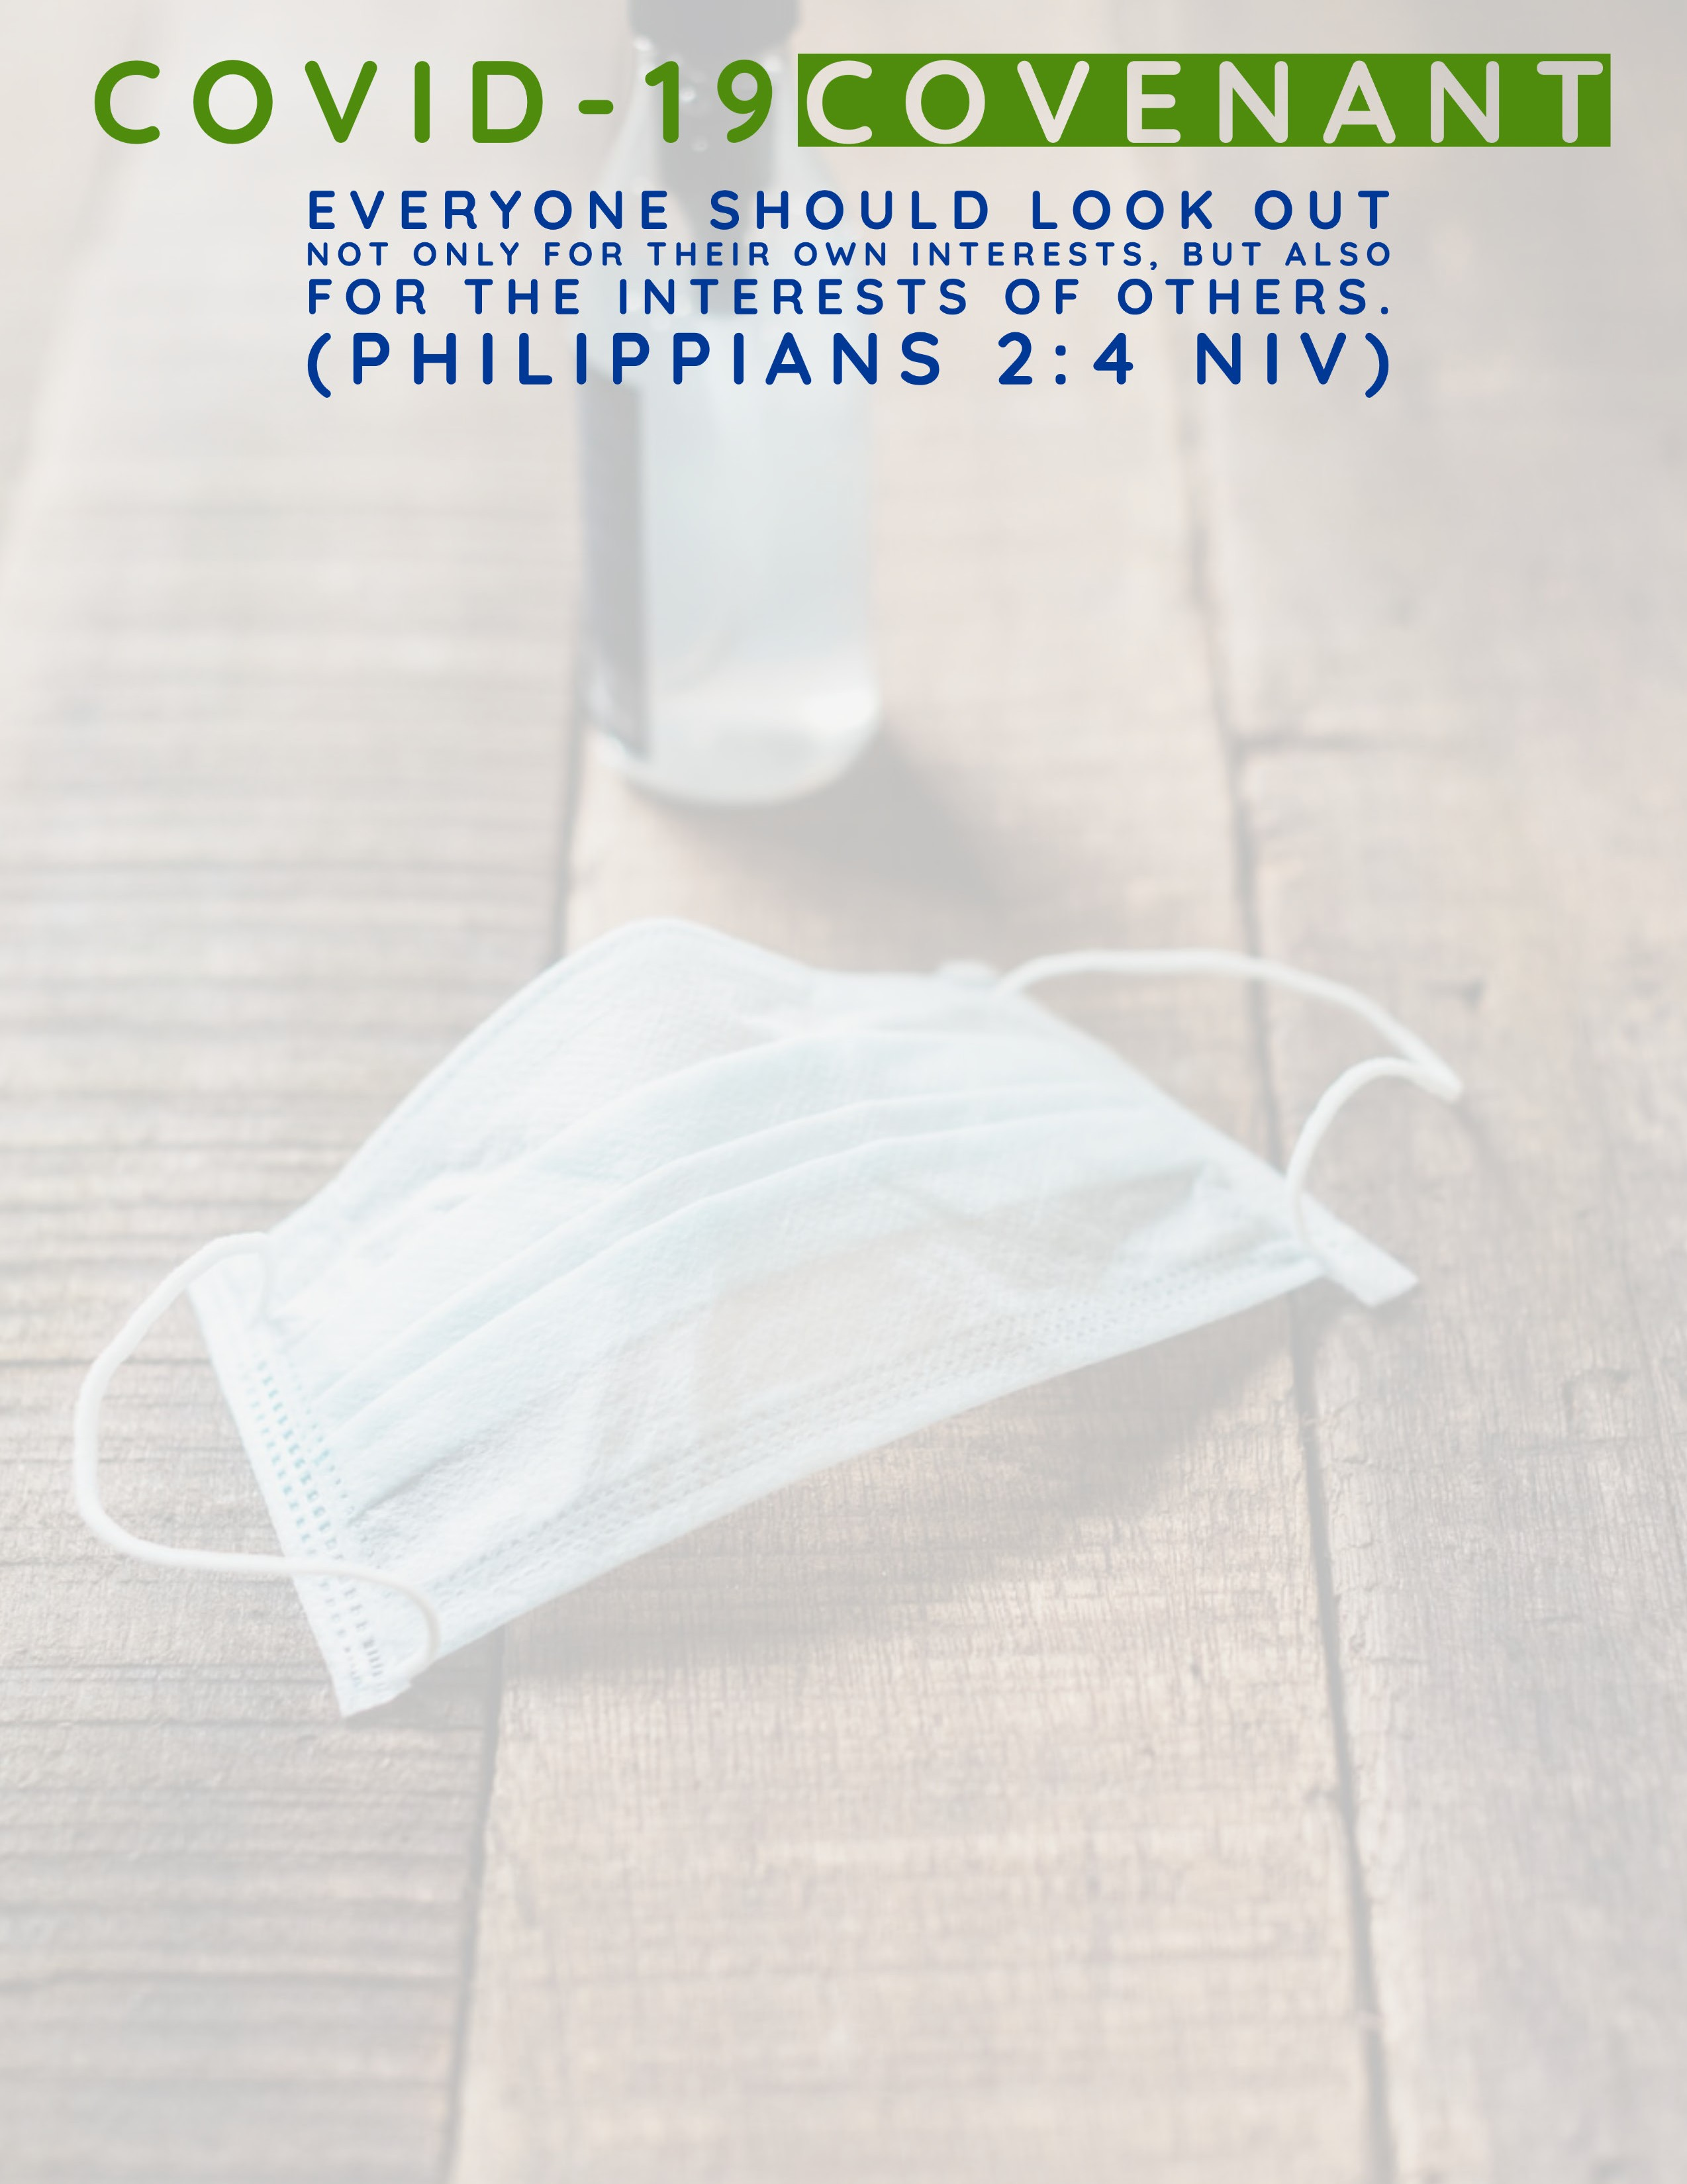 COVID-19 COVENANT
EVERYONE SHOULD LOOK OUT
NOT ONLY FOR THEIR OWN INTERESTS, BUT ALSO
FOR THE INTERESTS OF OTHERS.
(PHILIPPIANS 2:4 NIV)